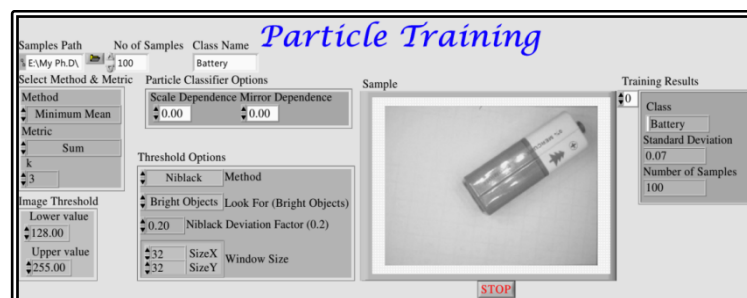 Particle Training
Samples Path No of Samples Class Name
E:\My Ph.D\ 100 Battery
Select Method & Metric
Method
Minimum Mean
Metric
Sum
k
3
Image Threshold
Lower value
128.00
Upper value
255.00
Particle Classifier Options
Scale Dependence Mirror Dependence
0.00 0.00
Threshold Options
Niblack Method
Bright Objects Look For (Bright Objects)
0.20 Niblack Deviation Factor (0.2)
32 SizeX
32 SizeY
Window Size
Sample
STOP
Training Results
0
Class
Battery
Standard Deviation
0.07
Number of Samples
100